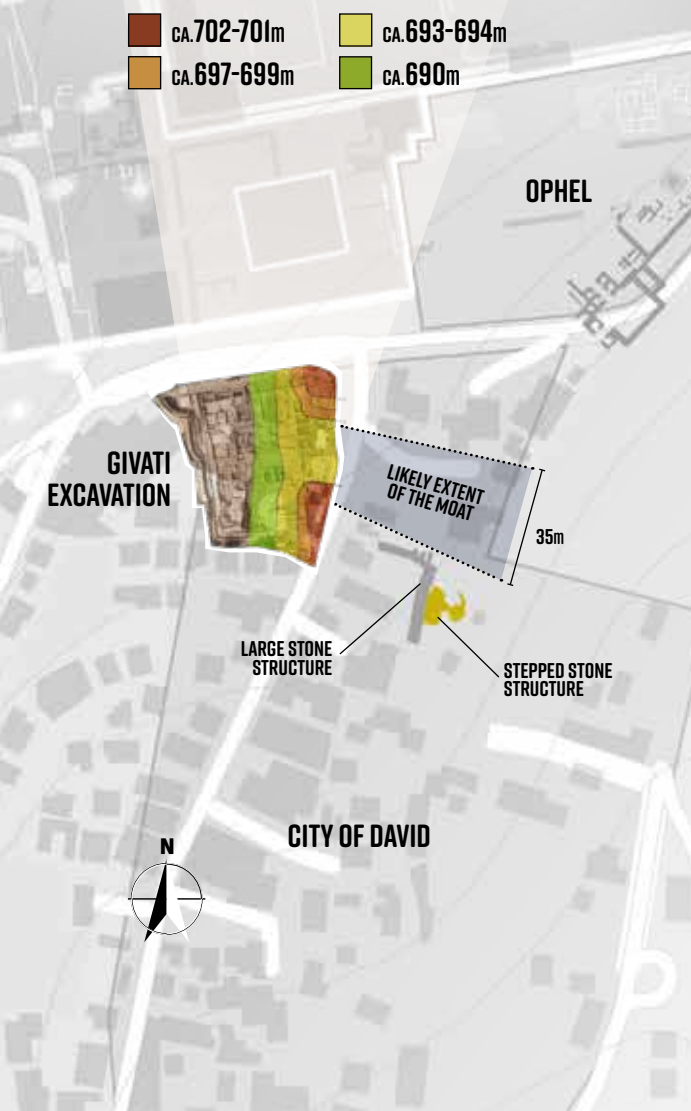 CA.702-701m
CA.693-694m
CA.697-699m
CA.690m
OPHEL
GIVATI
EXCAVATION
LIKELY EXTENT
OF THE MOAT
35m
LARGE STONE
STRUCTURE
STEPPED STONE
STRUCTURE
CITY OF DAVID
N